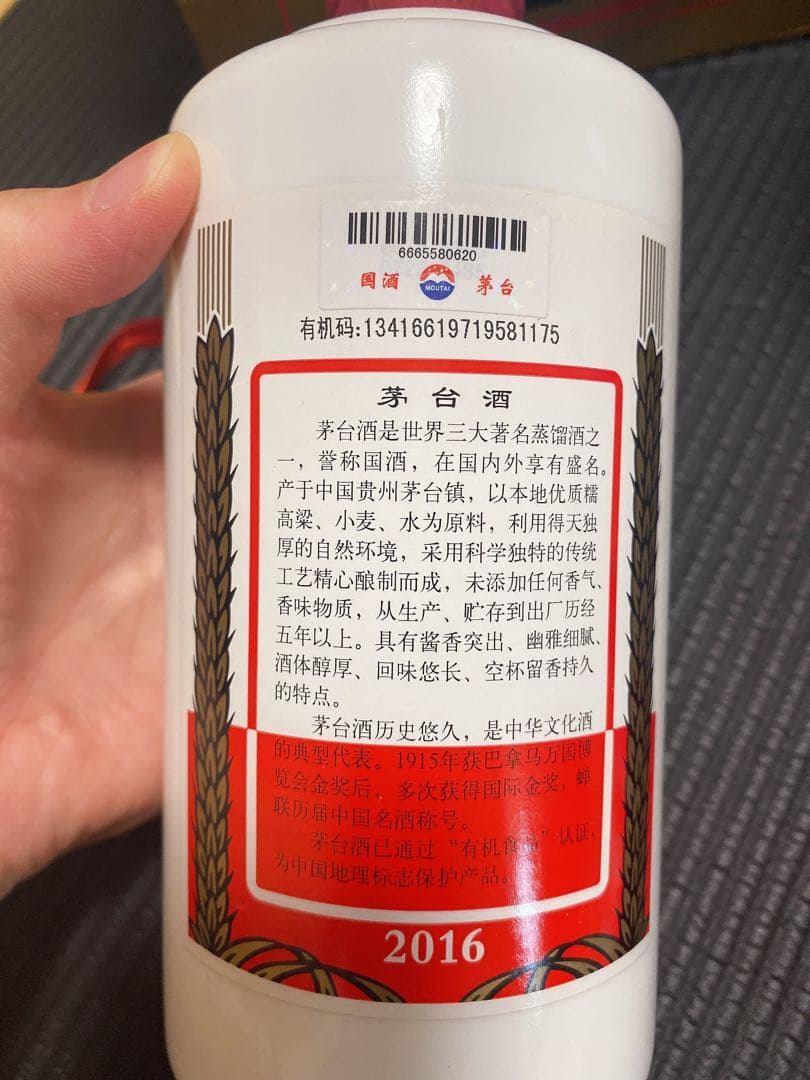 6665580620
国酒 MOUTAI 茅台
有机码:13416619719581175
茅台酒
茅台酒是世界三大著名蒸馏酒之
一，誉称国酒，在国内外享有盛名。
产于中国贵州茅台镇，以本地优质糯
高粱、小麦、水为原料，利用得天独
厚的自然环境，采用科学独特的传统
工艺精心酿制而成，未添加任何香气、
香味物质，从生产、贮存到出厂历经
五年以上。具有酱香突出、幽雅细腻、
酒体醇厚、回味悠长、空杯留香持久
的特点。
茅台酒历史悠久，是中华文化酒
的典型代表。1915年获巴拿马万国博
览会金奖后，多次获得国际金奖，蝉
联历届中国名酒称号。
茅台酒已通过“有机食品”认证，
为中国地理标志保护产品。
2016